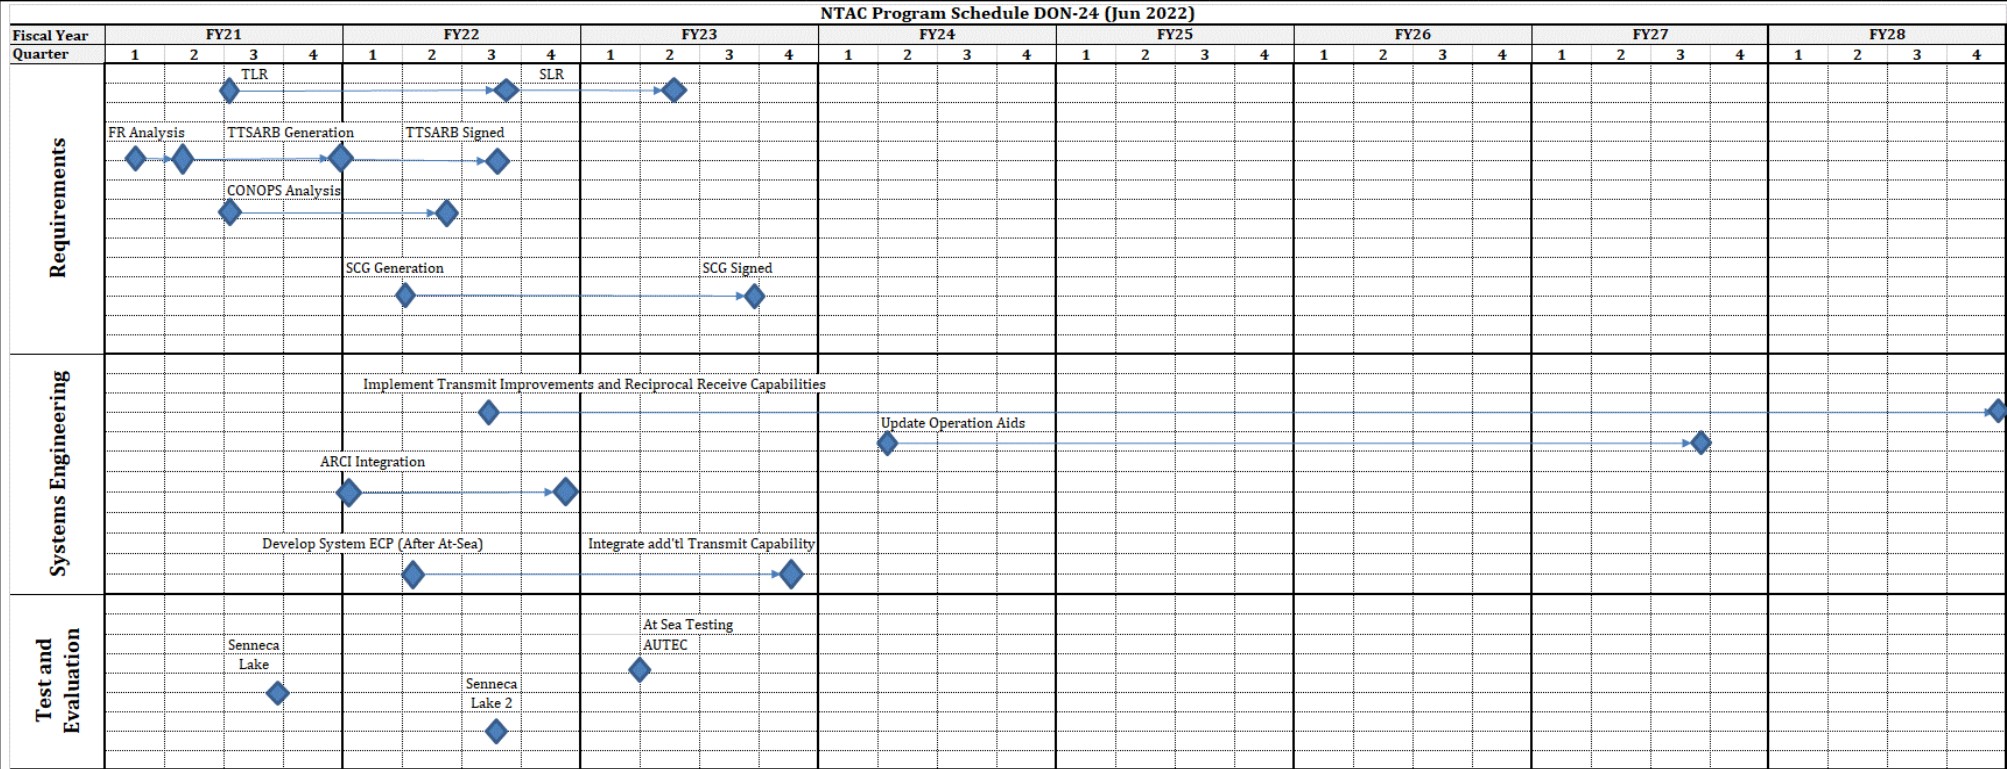 NTAC Program Schedule DON-24 (Jun 2022)
Fiscal Year FY21 FY22 FY23 FY24 FY25 FY26 FY27 FY28
Quarter 1 2 3 4 1 2 3 4 1 2 3 4 1 2 3 4 1 2 3 4 1 2 3 4 1 2 3 4 1 2 3 4
Requirements
TLR SLR
FR Analysis TTSARB Generation TTSARB Signed
CONOPS Analysis
SCG Generation SCG Signed
Systems Engineering
Implement Transmit Improvements and Reciprocal Receive Capabilities
Update Operation Aids
ARCI Integration
Develop System ECP (After At-Sea) Integrate add'tl Transmit Capability
Test and
Evaluation
At Sea Testing
Senneca AUTEC
Lake
Senneca
Lake 2